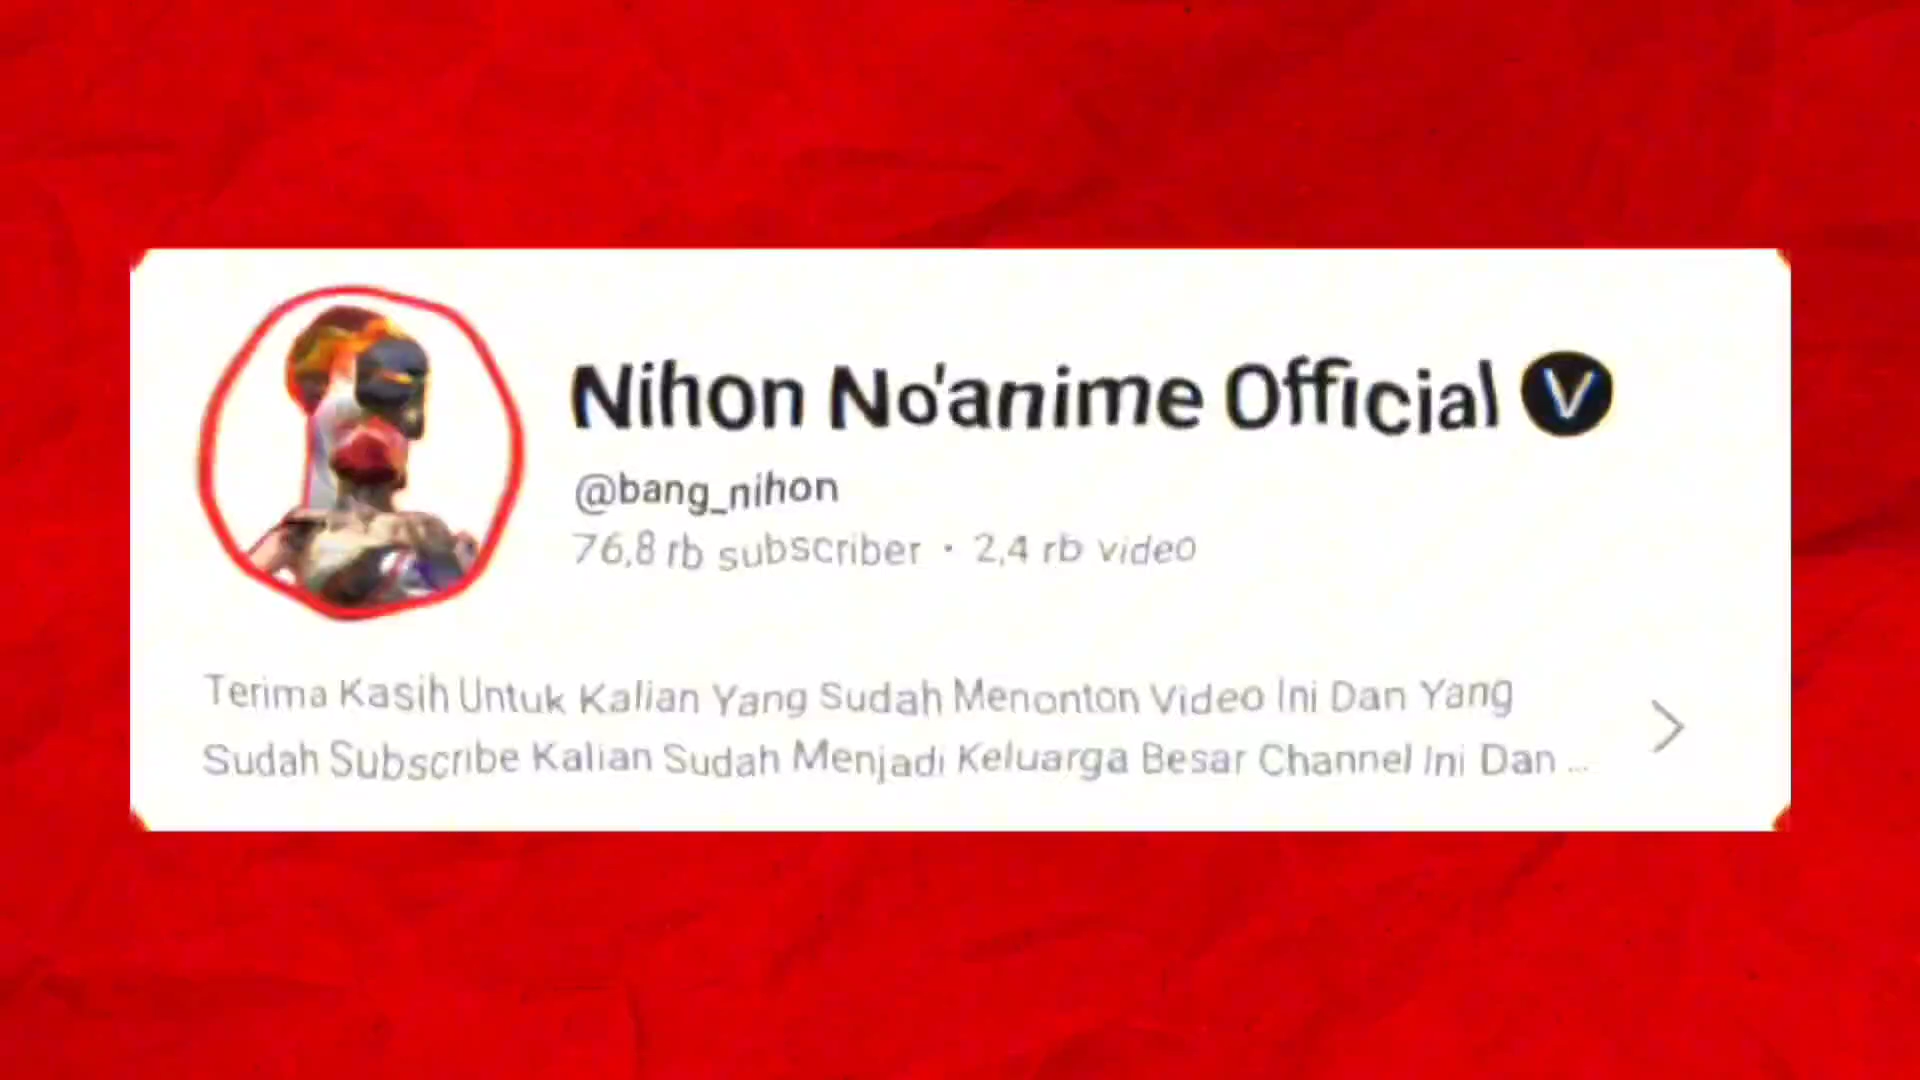 Nihon No'anime Official V
@bang_nihon
76,8 rb subscriber • 2,4 rb video
Terima Kasih Untuk Kalian Yang Sudah Menonton Video Ini Dan Yang
Sudah Subscribe Kalian Sudah Menjadi Keluarga Besar Channel Ini Dan ...